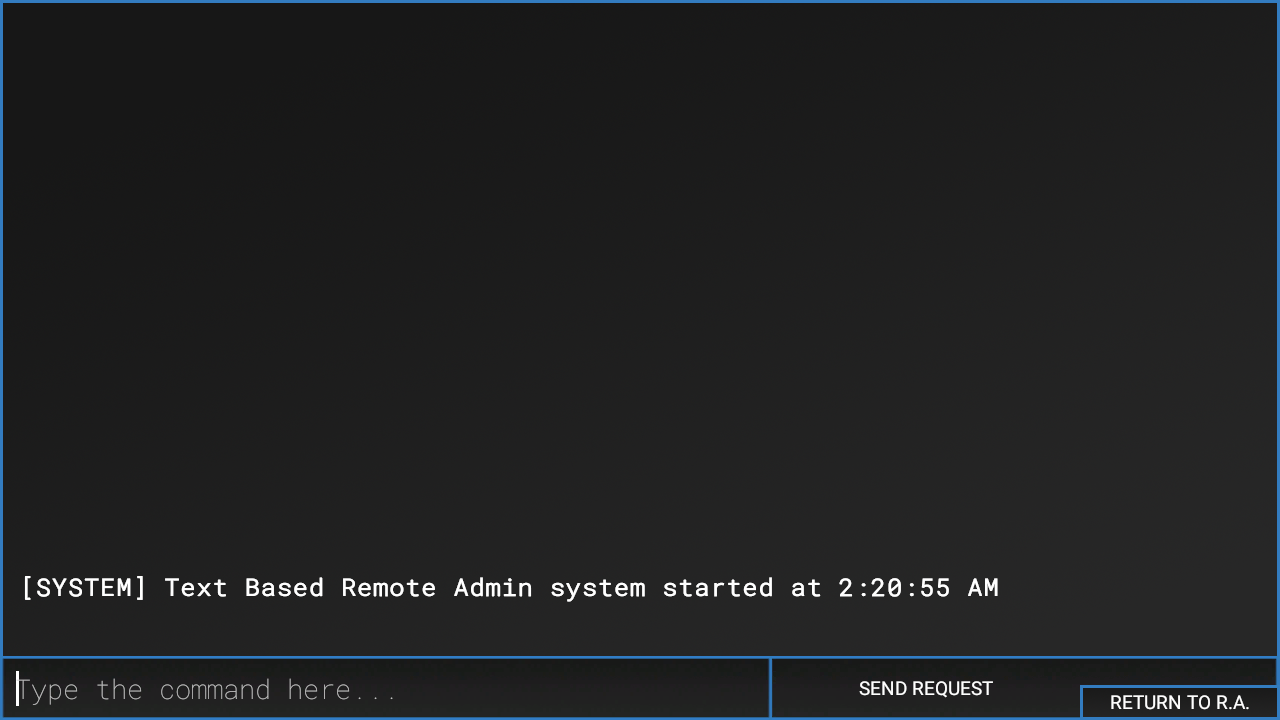 [SYSTEM] Text Based Remote Admin system started at 2:20:55 AM
Type the command here...
SEND REQUEST
RETURN TO R.A.